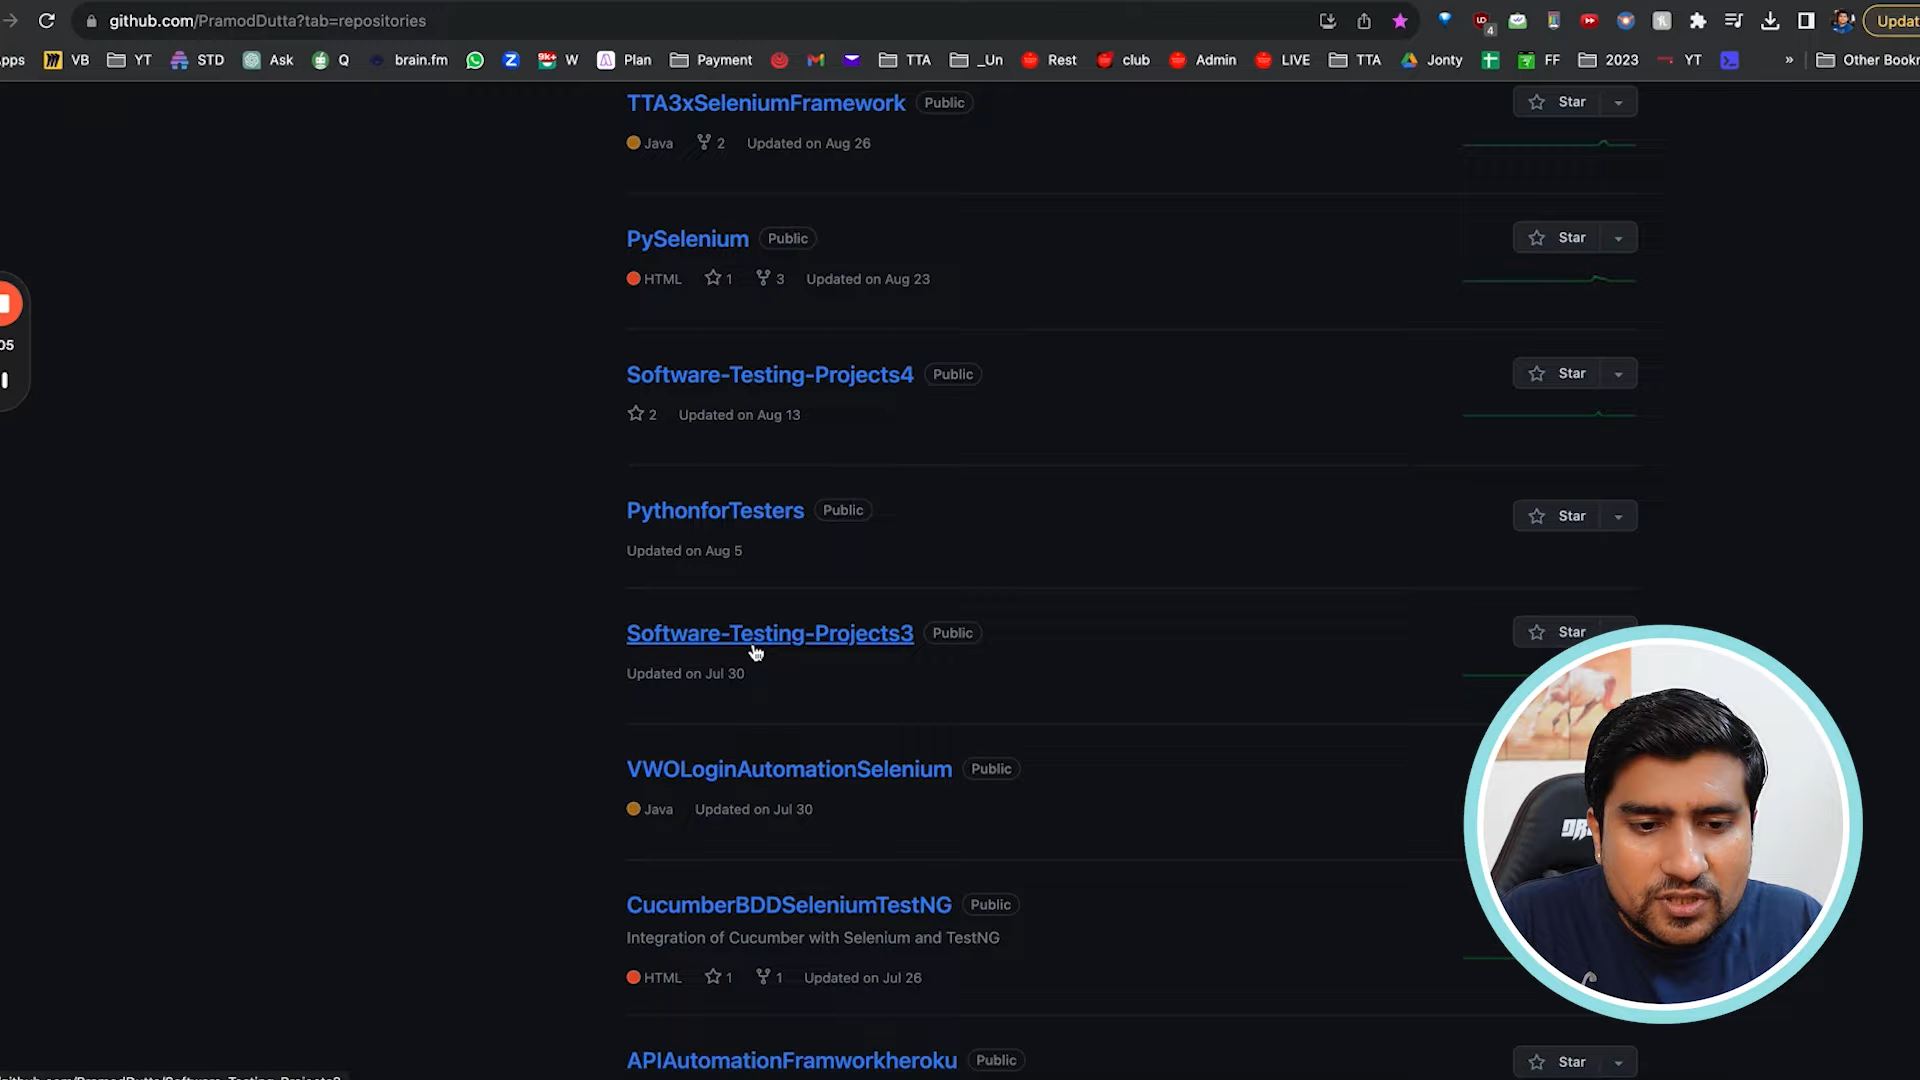 github.com/PramodDutta?tab=repositories
4
Updat
pps VB YT STD Ask Q brain.fm 9k+ W Plan Payment TTA _Un Rest club Admin LIVE TTA Jonty FF 2023 YT » Other Bookr
TTA3xSeleniumFramework Public Star
Java 2 Updated on Aug 26
PySelenium Public Star
HTML 1 3 Updated on Aug 23
05
Software-Testing-Projects4 Public Star
2 Updated on Aug 13
PythonforTesters Public Star
Updated on Aug 5
Software-Testing-Projects3 Public Star
Updated on Jul 30
VWOLoginAutomationSelenium Public
Java Updated on Jul 30
CucumberBDDSeleniumTestNG Public
Integration of Cucumber with Selenium and TestNG
HTML 1 1 Updated on Jul 26
APIAutomationFramworkheroku Public Star